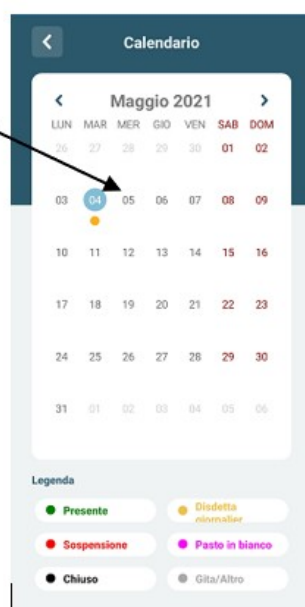 Calendario
Maggio 2021
LUN MAR MER GIO VEN SAB DOM
26 27 28 29 30 01 02
03 04 05 06 07 08 09
10 11 12 13 14 15 16
17 18 19 20 21 22 23
24 25 26 27 28 29 30
31 01 02 03 04 05 06
Legenda
Presente
Disdetta
giornalier
Sospensione
Pasto in bianco
Chiuso
Gita/Altro